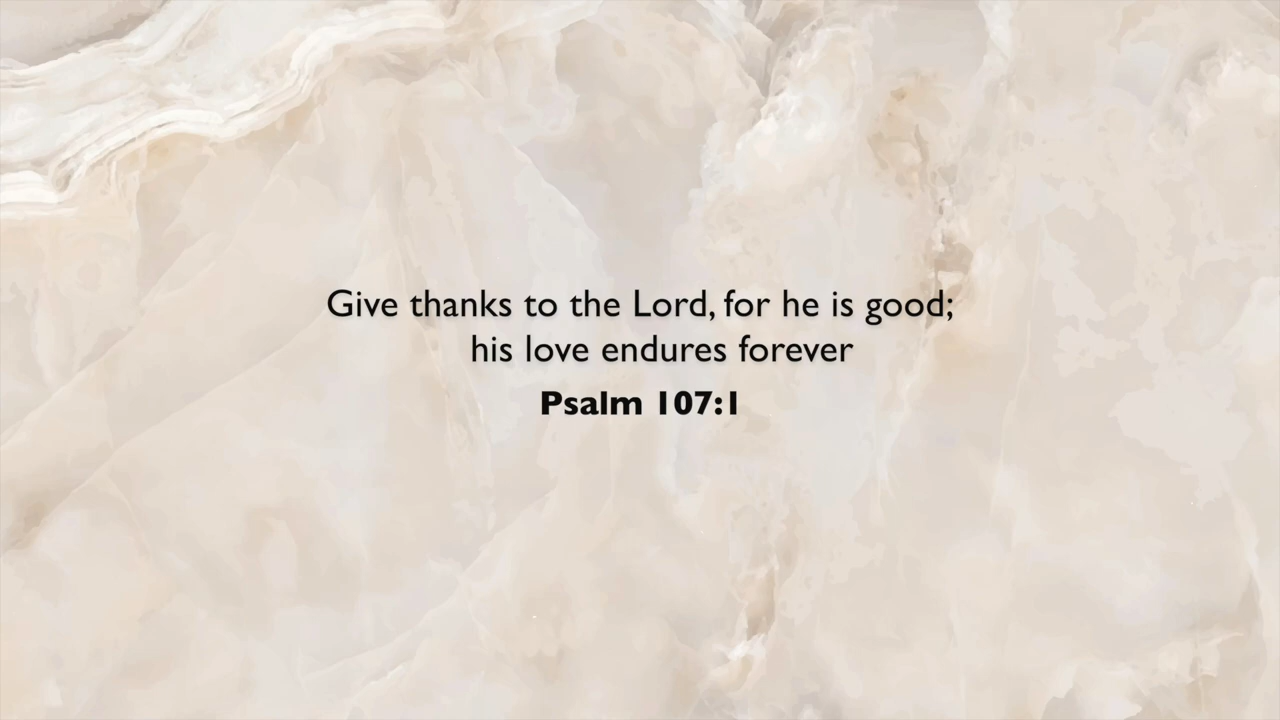 Give thanks to the Lord, for he is good;
his love endures forever
Psalm 107:1